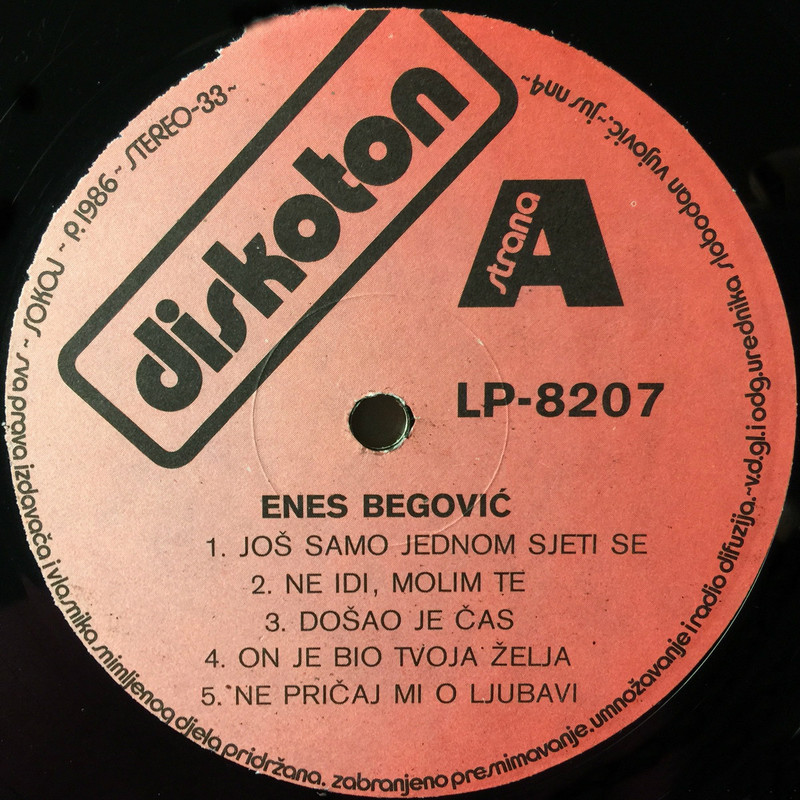 diskoton
strana A
LP-8207
ENES BEGOVIĆ
1. JOŠ SAMO JEDNOM SJETI SE
2. NE IDI, MOLIM TE
3. DOŠAO JE ČAS
4. ON JE BIO TVOJA ŽELJA
5. NE PRIČAJ MI O LJUBAVI
sva prava izdavača i vlasnika snimljenog djela pridržana. zabranjeno presnimavanje. umnožavanje i radio difuzija.~v.d.gl.i odg.urednika slobodan vujović.~jus nn4~
SOKOJ ~ p.1986~ STEREO-33~